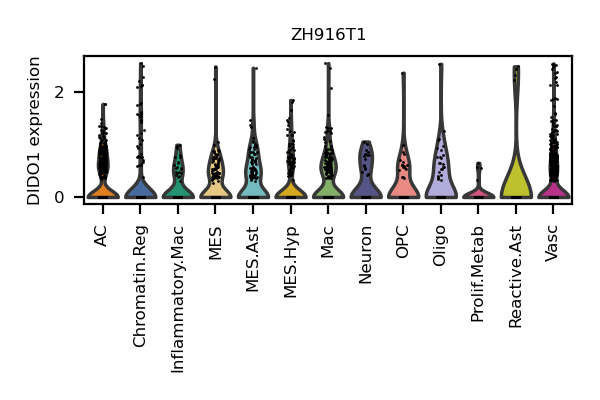 ZH916T1
DIDO1 expression
2
0
AC
Chromatin.Reg
Inflammatory.Mac
MES
MES.Ast
MES.Hyp
Mac
Neuron
OPC
Oligo
Prolif.Metab
Reactive.Ast
Vasc